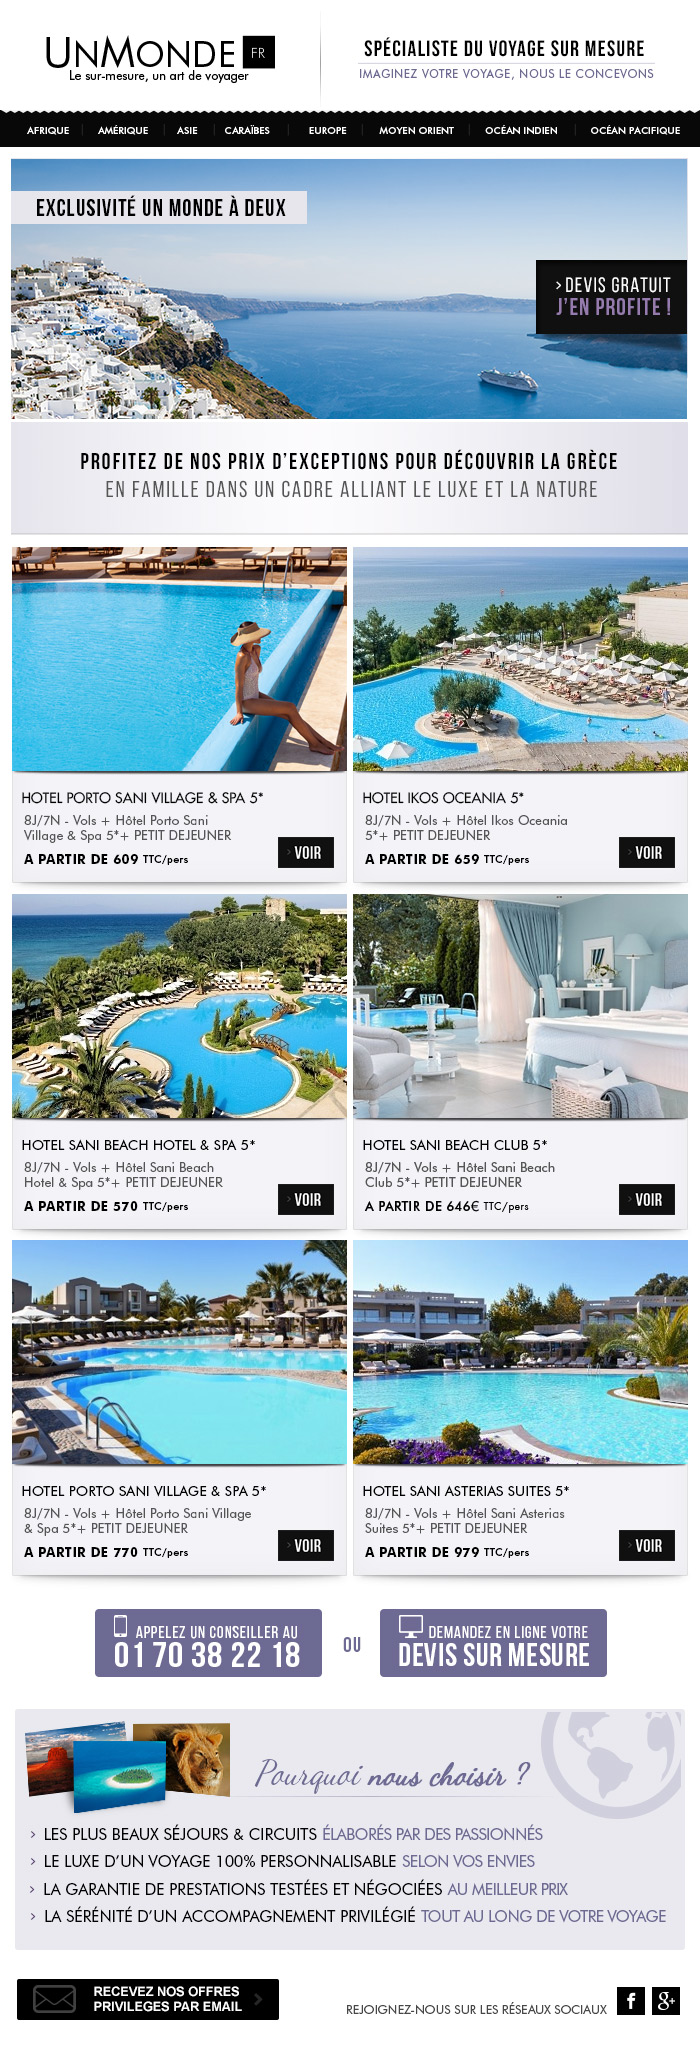 UNMONDE FR
Le sur-mesure, un art de voyager
SPÉCIALISTE DU VOYAGE SUR MESURE
IMAGINEZ VOTRE VOYAGE, NOUS LE CONCEVONS
AFRIQUE AMÉRIQUE ASIE CARAÏBES EUROPE MOYEN ORIENT OCÉAN INDIEN OCÉAN PACIFIQUE
EXCLUSIVITÉ UN MONDE À DEUX
> DEVIS GRATUIT
J'EN PROFITE !
PROFITEZ DE NOS PRIX D'EXCEPTIONS POUR DÉCOUVRIR LA GRÈCE
EN FAMILLE DANS UN CADRE ALLIANT LE LUXE ET LA NATURE
HOTEL PORTO SANI VILLAGE & SPA 5*
8J/7N - Vols + Hôtel Porto Sani
Village & Spa 5*+ PETIT DEJEUNER
A PARTIR DE 609 TTC/pers
> VOIR
HOTEL IKOS OCEANIA 5*
8J/7N - Vols + Hôtel Ikos Oceania
5*+ PETIT DEJEUNER
A PARTIR DE 659 TTC/pers
> VOIR
HOTEL SANI BEACH HOTEL & SPA 5*
8J/7N - Vols + Hôtel Sani Beach
Hotel & Spa 5*+ PETIT DEJEUNER
A PARTIR DE 570 TTC/pers
> VOIR
HOTEL SANI BEACH CLUB 5*
8J/7N - Vols + Hôtel Sani Beach
Club 5*+ PETIT DEJEUNER
A PARTIR DE 646€ TTC/pers
> VOIR
HOTEL PORTO SANI VILLAGE & SPA 5*
8J/7N - Vols + Hôtel Porto Sani Village
& Spa 5*+ PETIT DEJEUNER
A PARTIR DE 770 TTC/pers
> VOIR
HOTEL SANI ASTERIAS SUITES 5*
8J/7N - Vols + Hôtel Sani Asterias
Suites 5*+ PETIT DEJEUNER
A PARTIR DE 979 TTC/pers
> VOIR
APPELEZ UN CONSEILLER AU
01 70 38 22 18
OU
DEMANDEZ EN LIGNE VOTRE
DEVIS SUR MESURE
Pourquoi nous choisir ?
> LES PLUS BEAUX SÉJOURS & CIRCUITS ÉLABORÉS PAR DES PASSIONNÉS
> LE LUXE D'UN VOYAGE 100% PERSONNALISABLE SELON VOS ENVIES
> LA GARANTIE DE PRESTATIONS TESTÉES ET NÉGOCIÉES AU MEILLEUR PRIX
> LA SÉRÉNITÉ D'UN ACCOMPAGNEMENT PRIVILÉGIÉ TOUT AU LONG DE VOTRE VOYAGE
RECEVEZ NOS OFFRES
PRIVILEGES PAR EMAIL
REJOIGNEZ-NOUS SUR LES RÉSEAUX SOCIAUX f g+